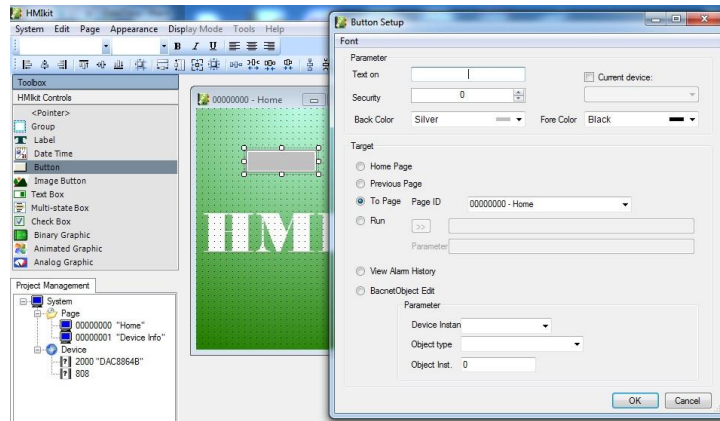 HMIkit
System Edit Page Appearance Display Mode Tools Help
B I U
Toolbox
HMIkit Controls
<Pointer>
Group
Label
Date Time
Button
Image Button
Text Box
Multi-state Box
Check Box
Binary Graphic
Animated Graphic
Analog Graphic
Project Management
System
Page
00000000 "Home"
00000001 "Device Info"
Device
2000 "DAC8864B"
808
00000000 - Home
HMI
Button Setup
Font
Parameter
Text on
Current device:
Security 0
Back Color Silver Fore Color Black
Target
Home Page
Previous Page
To Page Page ID 00000000 - Home
Run >>
Parameter
View Alarm History
BacnetObject Edit
Parameter
Device Instan
Object type
Object Inst. 0
OK Cancel